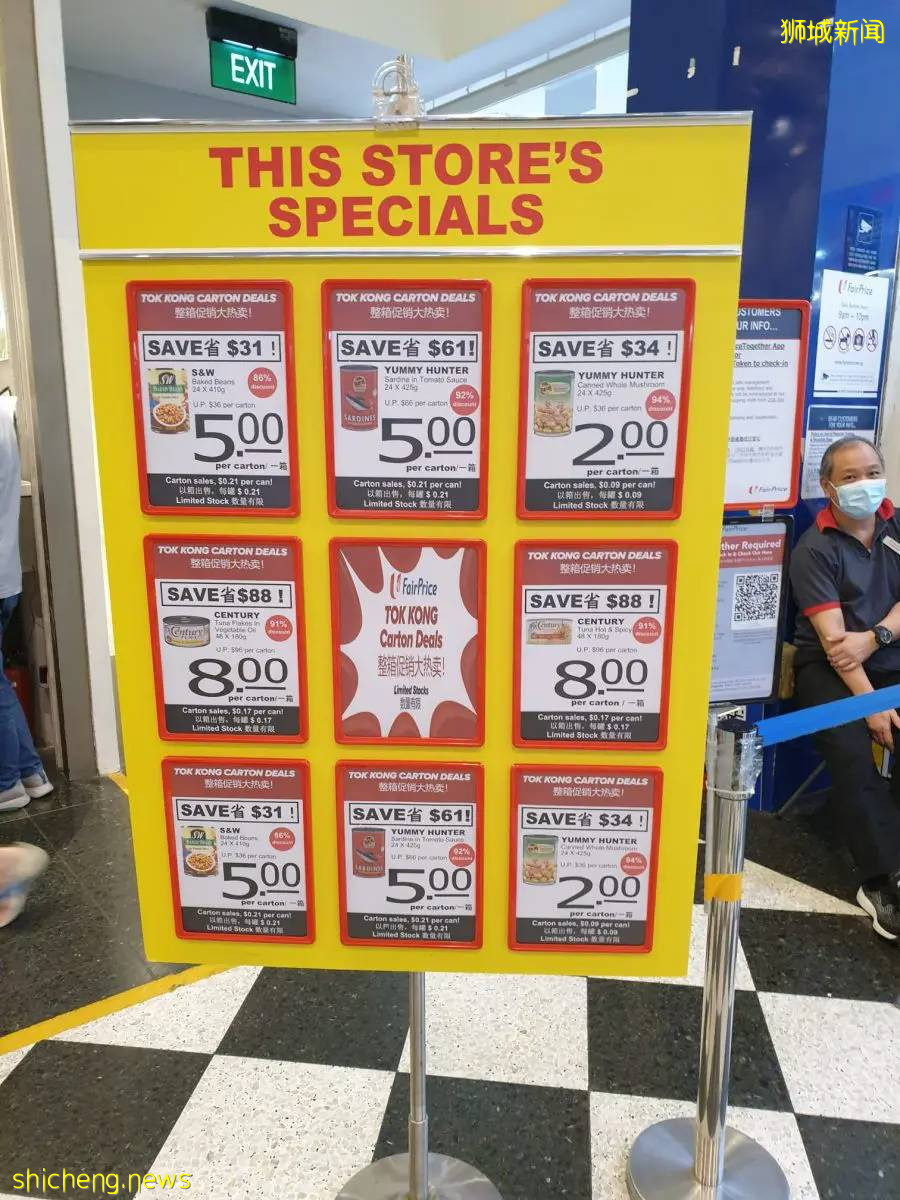 狮城新闻
EXIT
THIS STORE'S
SPECIALS
TOK KONG CARTON DEALS
整箱促销大热卖!
SAVE省 $31 !
S&W
Baked Beans
24 X 410g
86%
discount
U.P. $36 per carton
5.00
per carton/一箱
Carton sales, $0.21 per can!
以箱出售，每罐 $ 0.21
Limited Stock 数量有限
TOK KONG CARTON DEALS
整箱促销大热卖!
SAVE省 $61!
YUMMY HUNTER
Sardine in Tomato Sauce
24 X 425g
92%
discount
U.P. $66 per carton
SARDINES
5.00
per carton/一箱
Carton sales, $0.21 per can!
以箱出售，每罐 $ 0.21
Limited Stock 数量有限
TOK KONG CARTON DEALS
整箱促销大热卖!
SAVE省 $34 !
YUMMY HUNTER
Canned Whole Mushroom
24 X 425g
94%
discount
U.P. $36 per carton
2.00
per carton/一箱
Carton sales, $0.09 per can!
以箱出售，每罐 $ 0.09
Limited Stock 数量有限
TOK KONG CARTON DEALS
整箱促销大热卖!
SAVE省$88 !
CENTURY
Tuna Flakes In
Vegetable Oil
48 X 180g
91%
discount
Century
U.P. $96 per carton
8.00
per carton/一箱
Carton sales, $0.17 per can!
以箱出售，每罐 $ 0.17
Limited Stock 数量有限
FairPrice
TOK KONG
Carton Deals
整箱促销大热卖!
Limited Stocks
数量有限
TOK KONG CARTON DEALS
整箱促销大热卖!
SAVE省 $88 !
CENTURY
Tuna Hot & Spicy
48 X 180g
91%
discount
U.P. $96 per carton
8.00
per carton / 一箱
Carton sales, $0.17 per can!
以箱出售，每罐 $ 0.17
Limited Stock 数量有限
TOK KONG CARTON DEALS
整箱促销大热卖!
SAVE省 $31 !
S&W
Baked Beans
24 X 410g
86%
discount
U.P. $36 per carton
5.00
per carton/一箱
Carton sales, $0.21 per can!
以箱出售，每罐 $ 0.21
Limited Stock 数量有限
TOK KONG CARTON DEALS
整箱促销大热卖!
SAVE省 $61!
YUMMY HUNTER
Sardine in Tomato Sauce
24 X 425g
92%
discount
U.P. $66 per carton
SARDINES
5.00
per carton/一箱
Carton sales, $0.21 per can!
以箱出售，每罐 $ 0.21
Limited Stock 数量有限
TOK KONG CARTON DEALS
整箱促销大热卖!
SAVE省 $34 !
YUMMY HUNTER
Canned Whole Mushroom
24 X 425g
94%
discount
U.P. $36 per carton
2.00
per carton/一箱
Carton sales, $0.09 per can!
以箱出售，每罐 $ 0.09
Limited Stock 数量有限
FairPrice
9am – 10pm
USTOMERS
UR INFO...
Together App
or
Token to check-in
FairPrice
DEAR CUSTOMERS
FOR YOUR INFO...
FairPrice
ther Required
shicheng.news